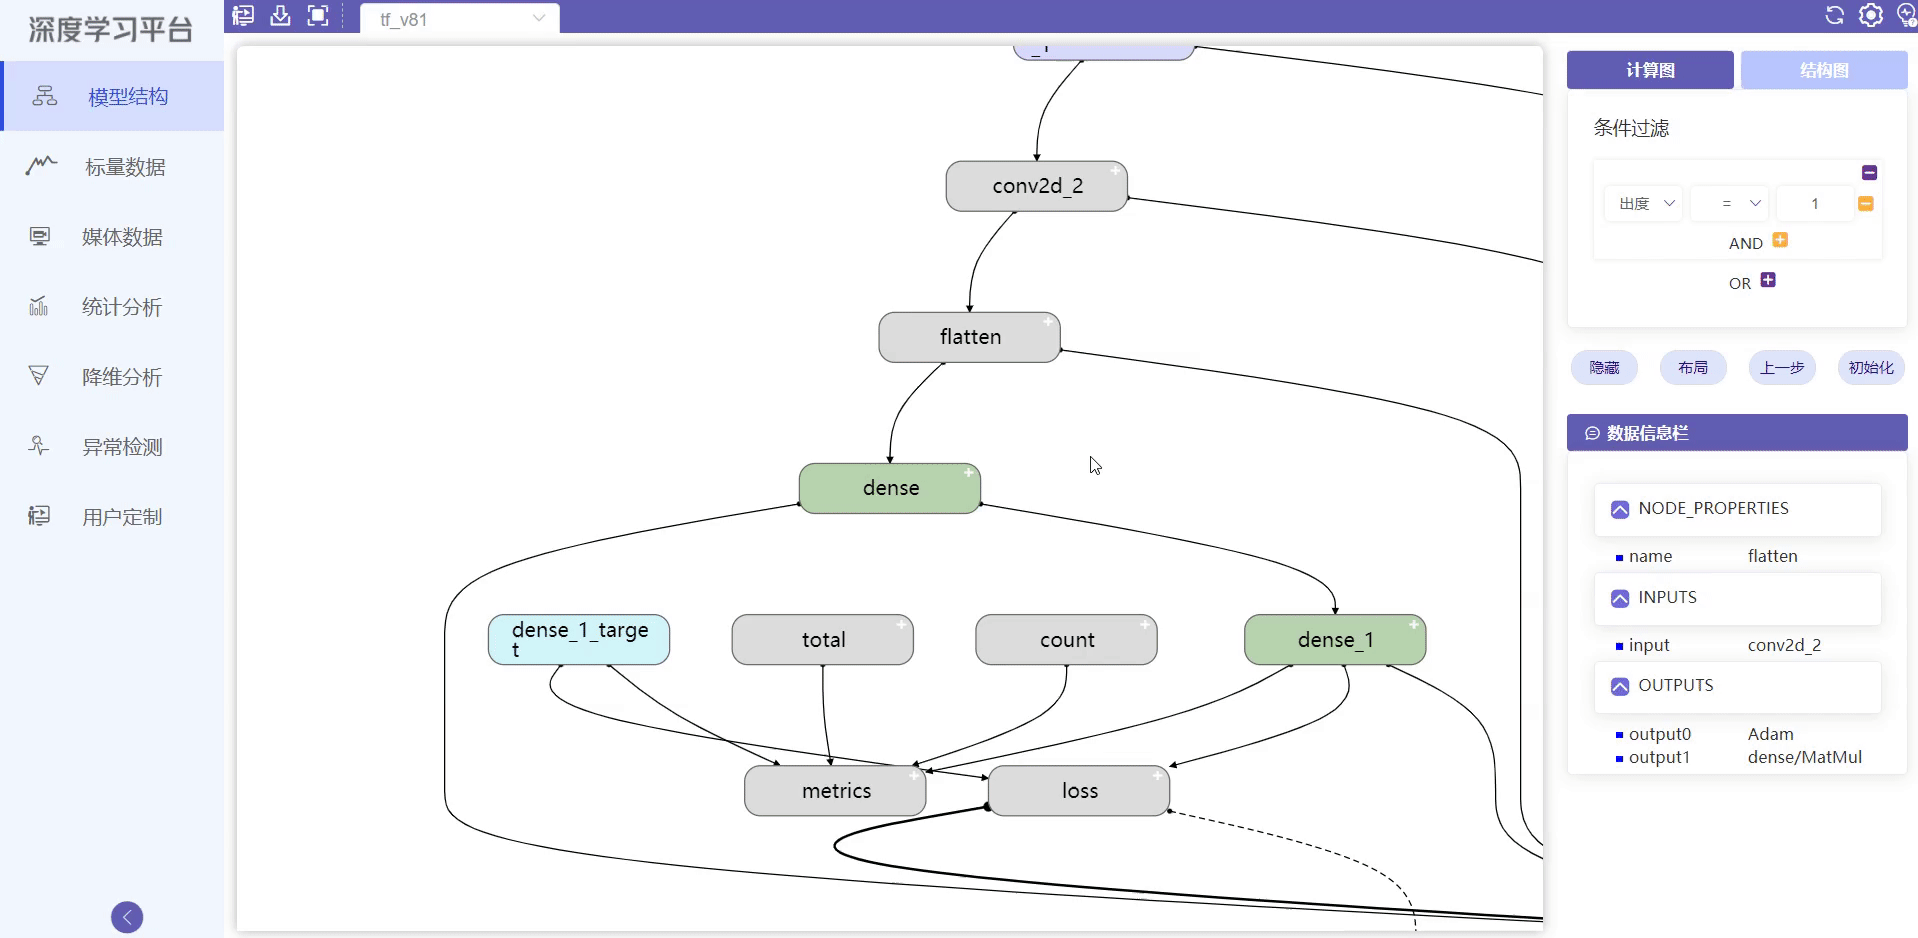 深度学习平台
tf_v81
模型结构
标量数据
媒体数据
统计分析
降维分析
异常检测
用户定制
conv2d_2
flatten
dense
dense_1_targe
t
total
count
dense_1
metrics
loss
计算图
结构图
条件过滤
出度
=
1
AND
OR
隐藏
布局
上一步
初始化
数据信息栏
NODE_PROPERTIES
name flatten
INPUTS
input conv2d_2
OUTPUTS
output0 Adam
output1 dense/MatMul